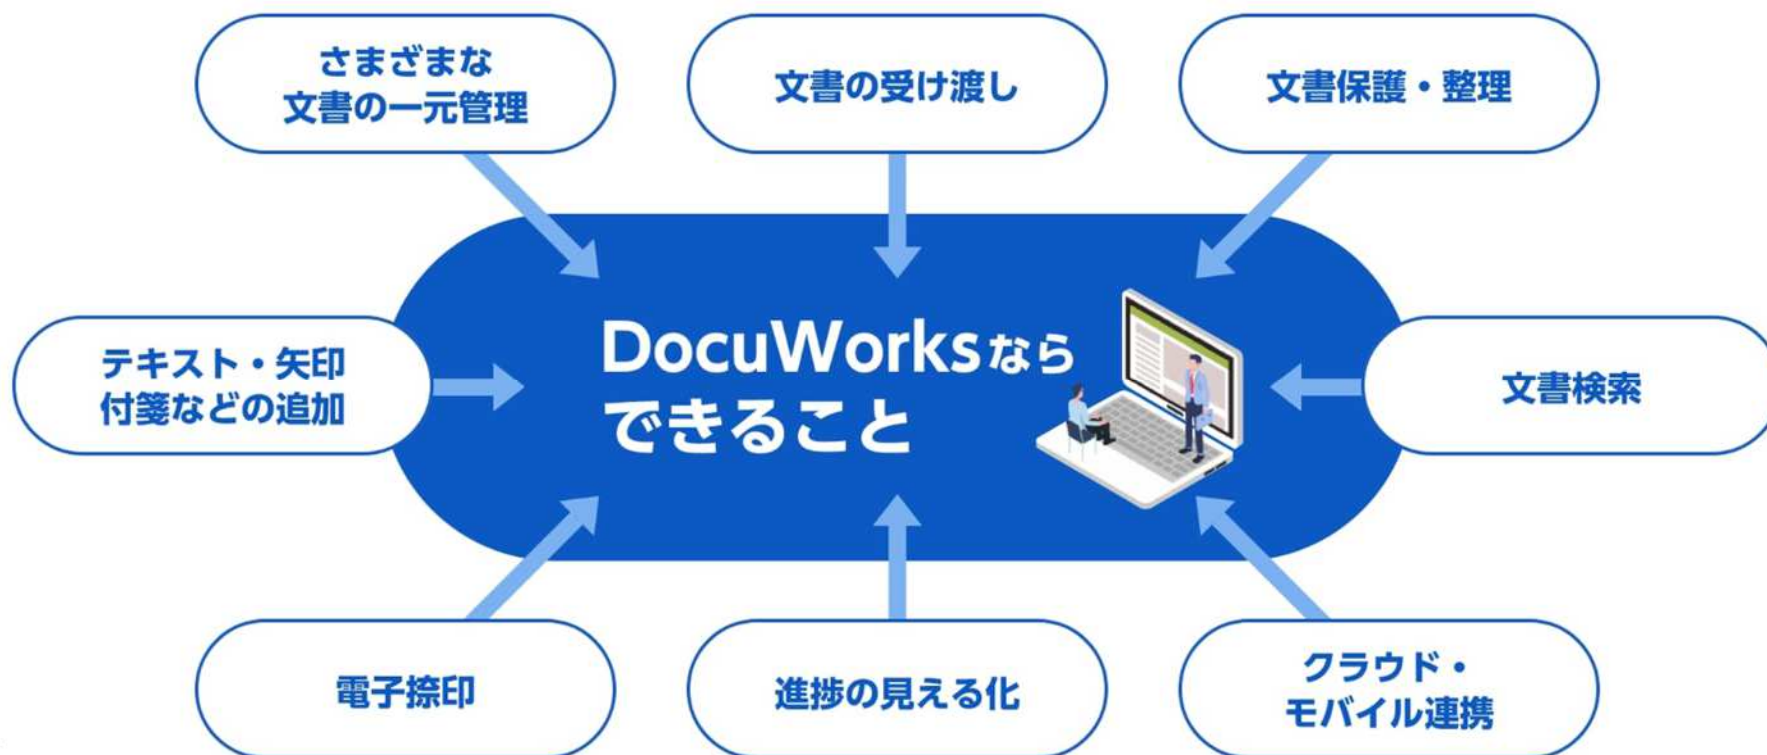 さまざまな
文書の一元管理
文書の受け渡し
文書保護・整理
テキスト・矢印
付箋などの追加
DocuWorksなら
できること
文書検索
電子捺印
進捗の見える化
クラウド・
モバイル連携